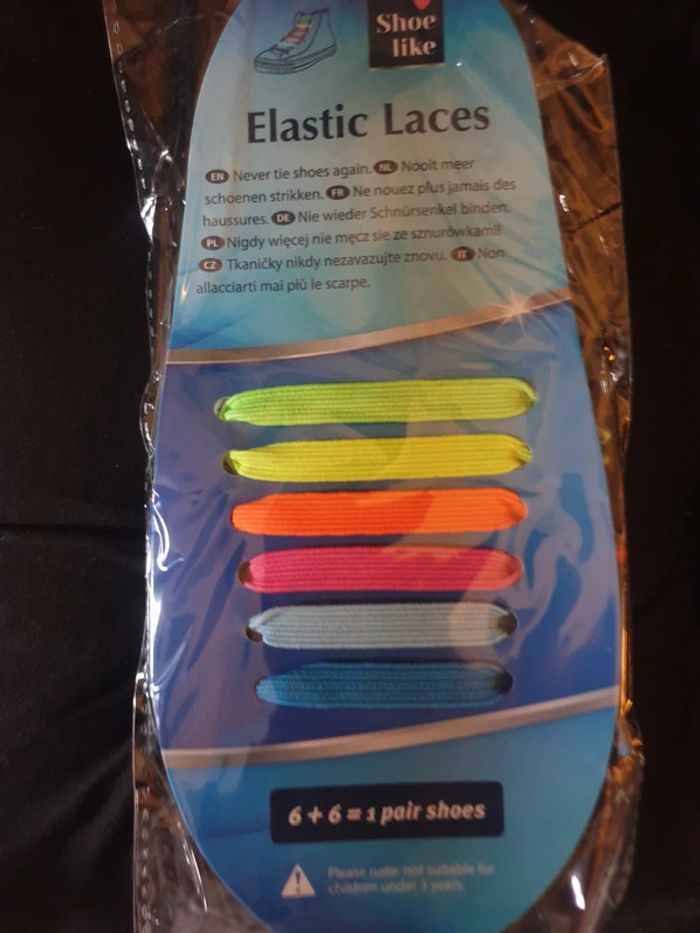 Shoe
like
Elastic Laces
EN Never tie shoes again. NL Nooit meer
schoenen strikken. FR Ne nouez plus jamais des
haussures. DE Nie wieder Schnürsenkel binden.
PL Nigdy więcej nie męcz sie ze sznurówkami!
CZ Tkaničky nikdy nezavazujte znovu. IT Non
allacciarti mai più le scarpe.
6 + 6 = 1 pair shoes
Please note: not suitable for
children under 3 years.